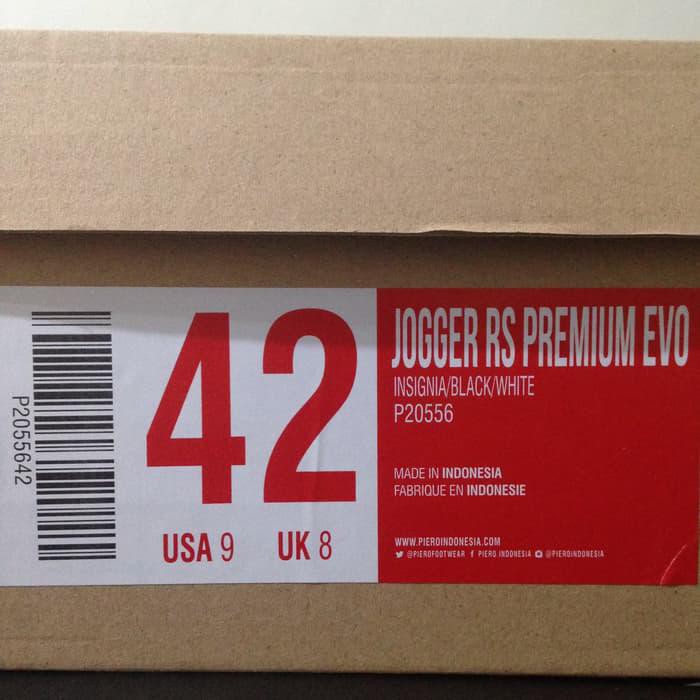 P2055642
42
USA 9 UK 8
JOGGER RS PREMIUM EVO
INSIGNIA/BLACK/WHITE
P20556
MADE IN INDONESIA
FABRIQUE EN INDONESIE
WWW.PIEROINDONESIA.COM
@PIEROFOOTWEAR f PIERO INDONESIA @PIEROINDONESIA